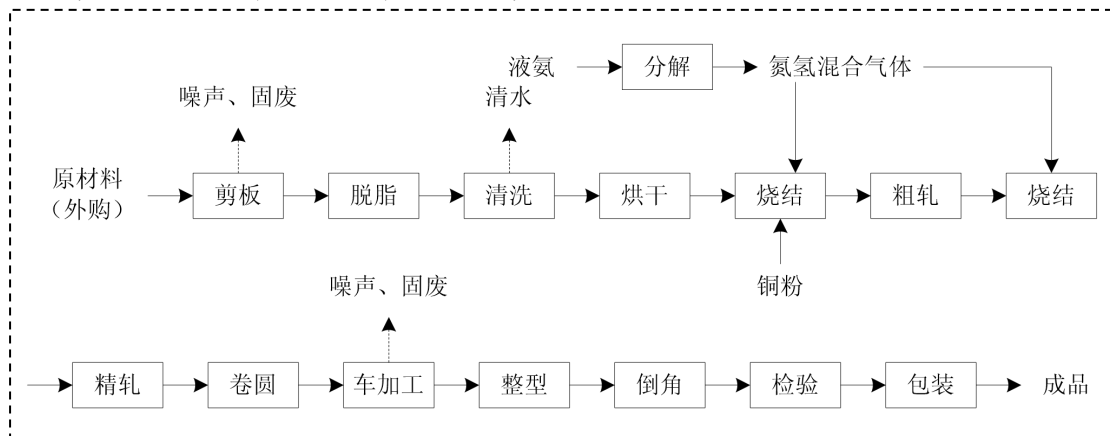 液氨
分解
氮氢混合气体
噪声、固废
清水
原材料
（外购）
剪板
脱脂
清洗
烘干
烧结
粗轧
烧结
噪声、固废
铜粉
精轧
卷圆
车加工
整型
倒角
检验
包装
成品